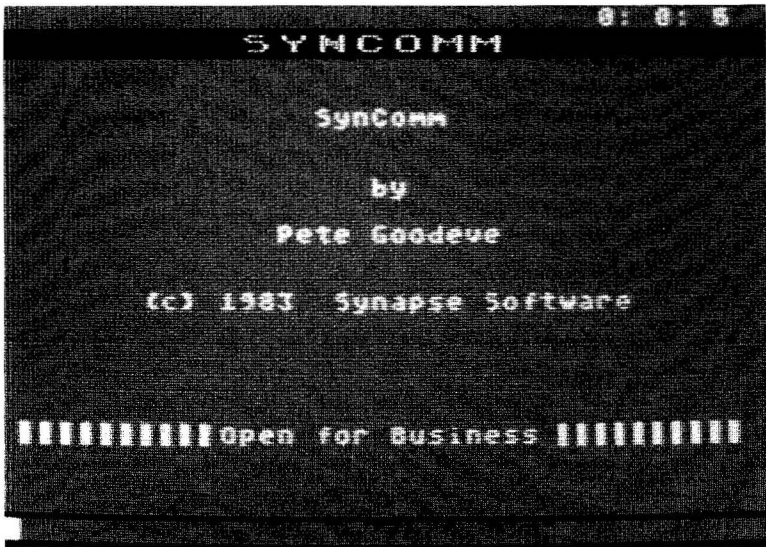 0: 0: 5
SYNCOMM
SynComm
by
Pete Goodeve
(c) 1983 Synapse Software
Open for Business